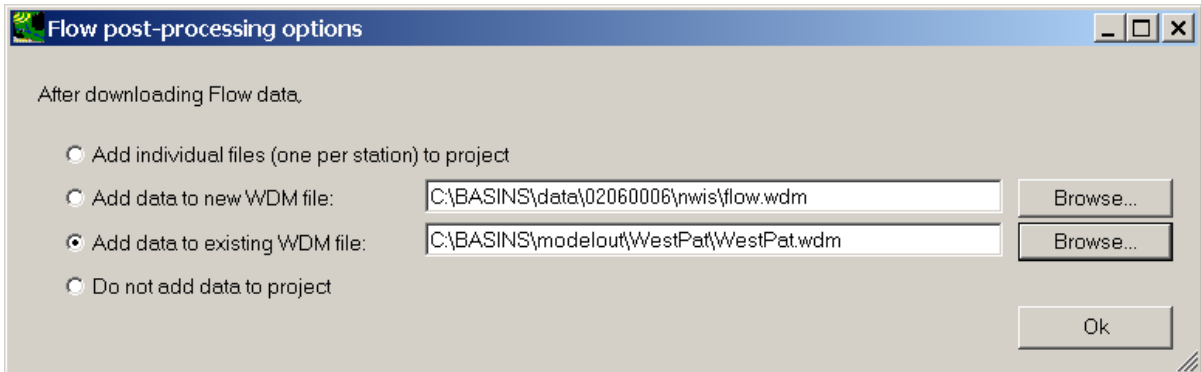 Flow post-processing options
After downloading Flow data,
Add individual files (one per station) to project
Add data to new WDM file: C:\BASINS\data\02060006\nwis\flow.wdm Browse...
Add data to existing WDM file: C:\BASINS\modelout\WestPat\WestPat.wdm Browse...
Do not add data to project
Ok